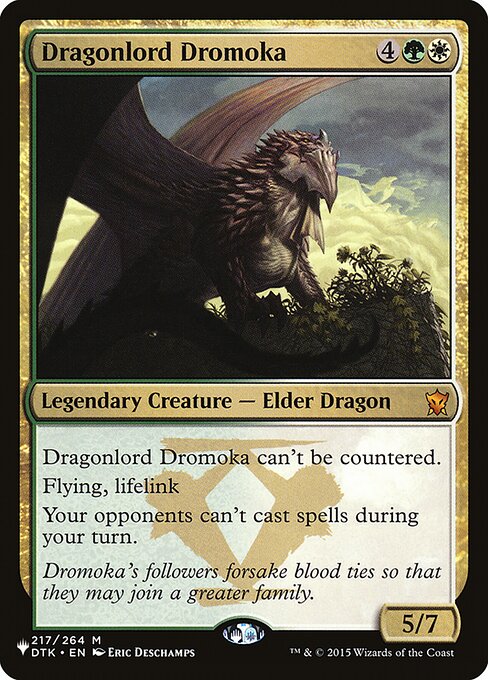 Dragonlord Dromoka 4
Legendary Creature — Elder Dragon
Dragonlord Dromoka can't be countered.
Flying, lifelink
Your opponents can't cast spells during
your turn.
Dromoka's followers forsake blood ties so that
they may join a greater family.
5/7
217/264 M
DTK • EN Eric Deschamps
™ & © 2015 Wizards of the Coast